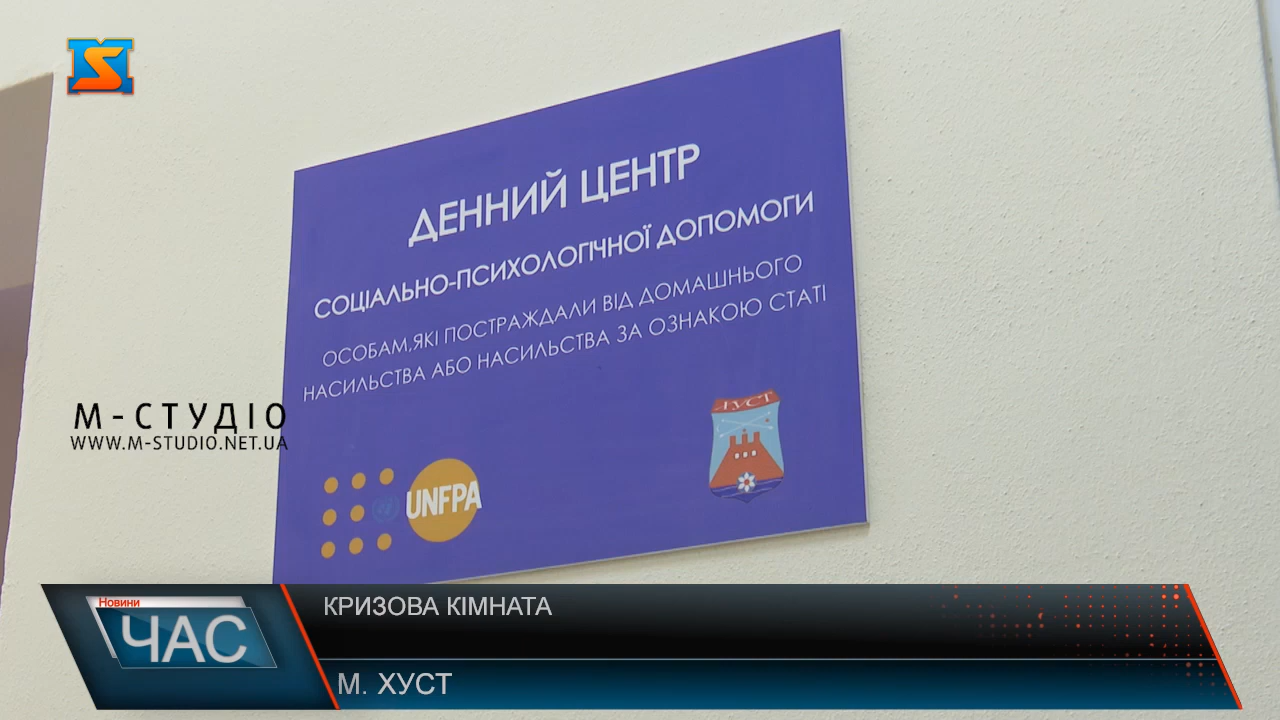 ДЕННИЙ ЦЕНТР
СОЦІАЛЬНО-ПСИХОЛОГІЧНОЇ ДОПОМОГИ
ОСОБАМ,ЯКІ ПОСТРАЖДАЛИ ВІД ДОМАШНЬОГО
НАСИЛЬСТВА АБО НАСИЛЬСТВА ЗА ОЗНАКОЮ СТАТІ
ХУСТ
UNFPA
М-СТУДІО
WWW.M-STUDIO.NET.UA
Новини
ЧАС
КРИЗОВА КІМНАТА
М. ХУСТ